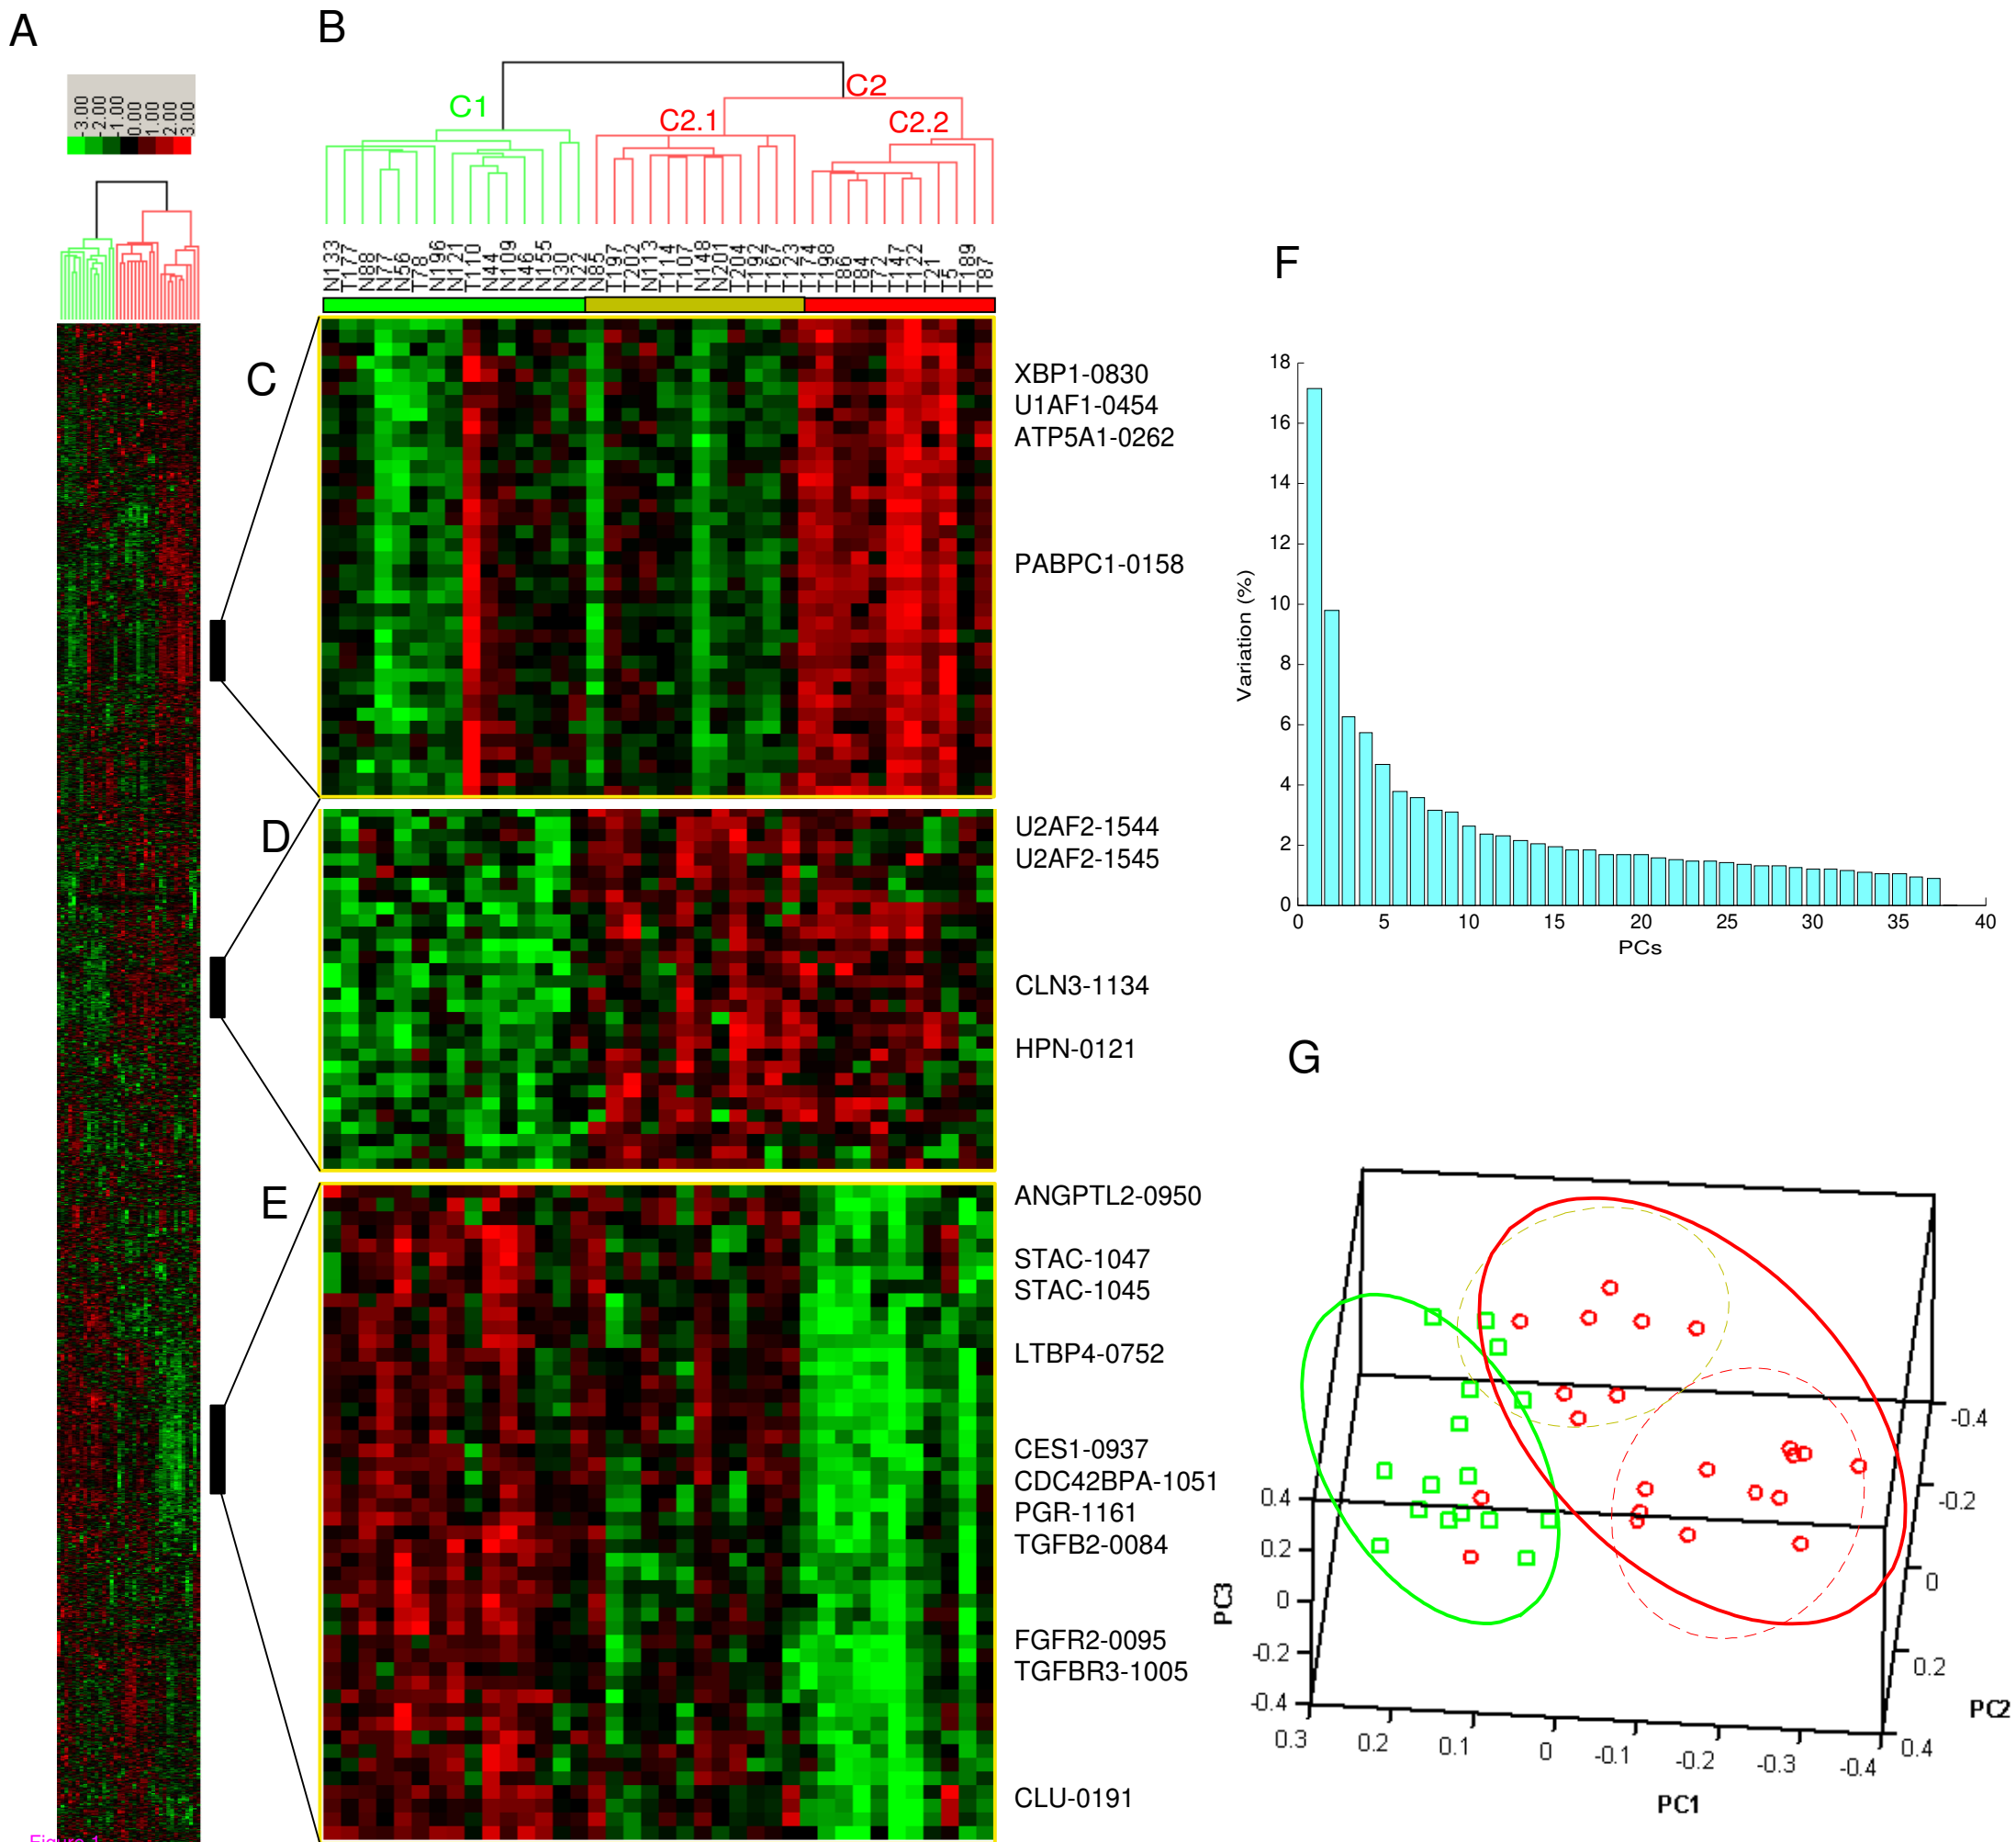 A
B
-3.00
-2.00
-1.00
0.00
1.00
2.00
3.00
C1
C2
C2.1
C2.2
N133
T177
N88
N77
N56
T78
N196
N121
T110
N44
N109
N46
N155
N30
N22
N85
T197
T202
N113
T114
T107
N148
N201
T204
T192
T167
T123
T174
T198
T86
T84
T72
T147
T122
T21
T5
T189
T87
C
XBP1-0830
U1AF1-0454
ATP5A1-0262
PABPC1-0158
D
U2AF2-1544
U2AF2-1545
CLN3-1134
HPN-0121
E
ANGPTL2-0950
STAC-1047
STAC-1045
LTBP4-0752
CES1-0937
CDC42BPA-1051
PGR-1161
TGFB2-0084
FGFR2-0095
TGFBR3-1005
CLU-0191
F
18
16
14
12
10
8
6
4
2
0
Variation (%)
0 5 10 15 20 25 30 35 40
PCs
G
0.4
0.2
0
-0.2
-0.4
PC3
0.3 0.2 0.1 0 -0.1 -0.2 -0.3 -0.4
PC1
-0.4
-0.2
0
0.2
0.4
PC2
Figure 1